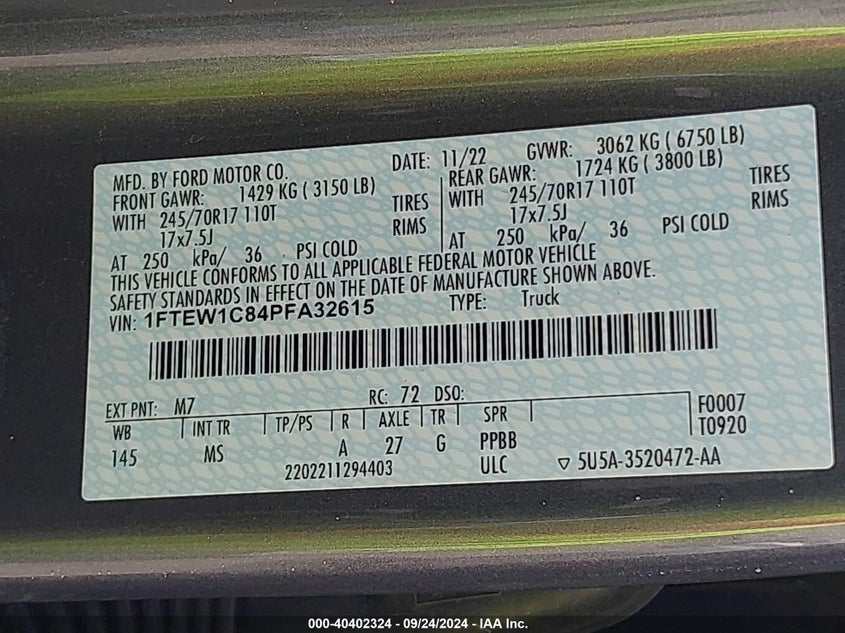 MFD. BY FORD MOTOR CO. DATE: 11/22 GVWR: 3062 KG ( 6750 LB)
FRONT GAWR: 1429 KG ( 3150 LB) REAR GAWR: 1724 KG ( 3800 LB)
WITH 245/70R17 110T TIRES WITH 245/70R17 110T TIRES
17x7.5J RIMS 17x7.5J RIMS
AT 250 kPa/ 36 PSI COLD AT 250 kPa/ 36 PSI COLD
THIS VEHICLE CONFORMS TO ALL APPLICABLE FEDERAL MOTOR VEHICLE
SAFETY STANDARDS IN EFFECT ON THE DATE OF MANUFACTURE SHOWN ABOVE.
VIN: 1FTEW1C84PFA32615 TYPE: Truck
EXT PNT: M7 RC: 72 DSO:
WB INT TR TP/PS R AXLE TR SPR F0007
145 MS A 27 G PPBB T0920
2202211294403 ULC ▽ 5U5A-3520472-AA
000-40402324 - 09/24/2024 - IAA Inc.